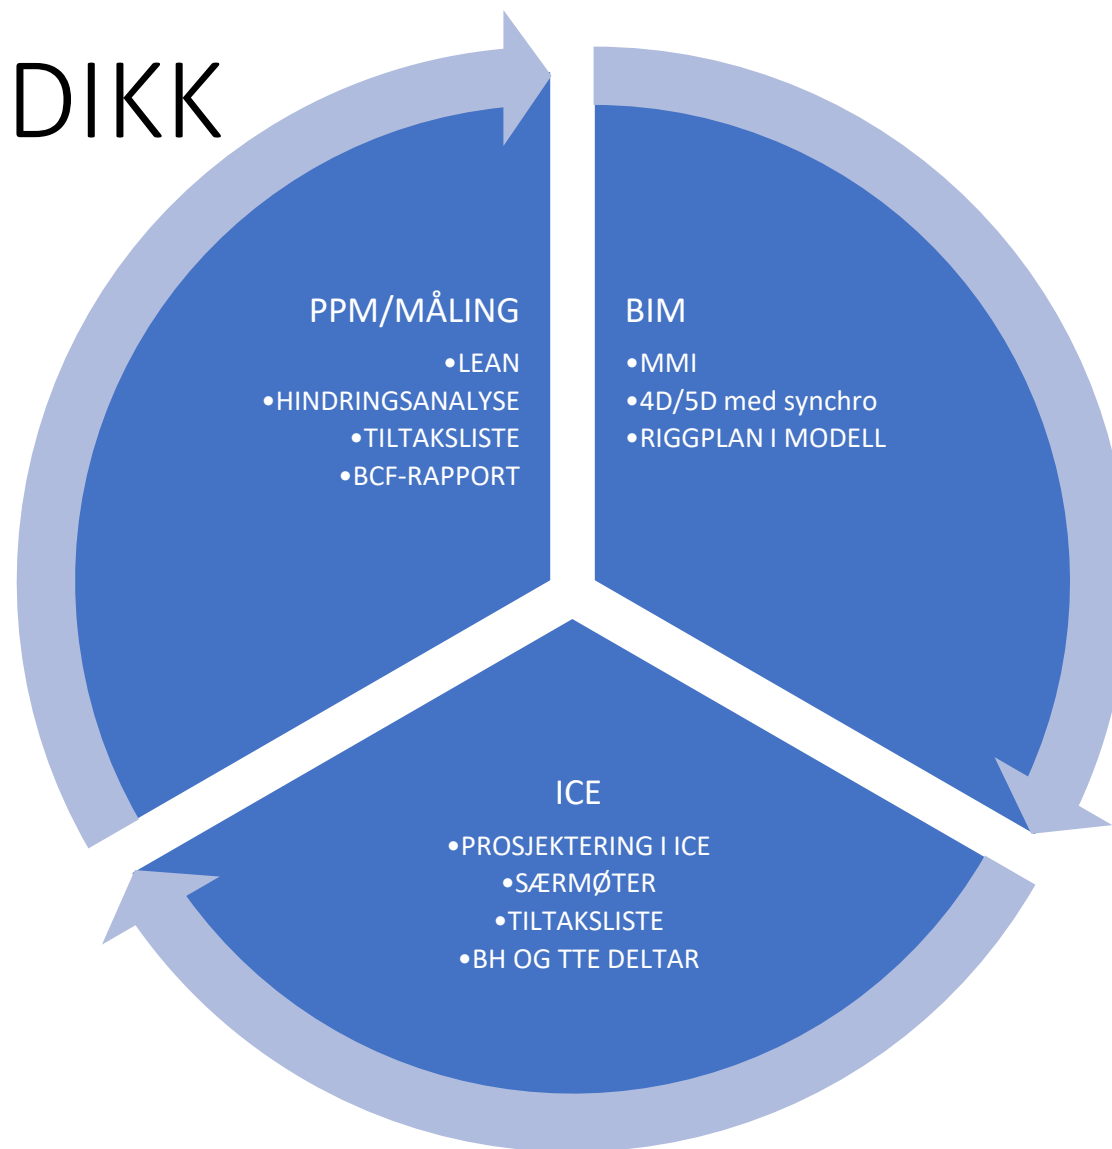 DIKK
PPM/MÅLING
•LEAN
•HINDRINGSANALYSE
•TILTAKSLISTE
•BCF-RAPPORT
BIM
•MMI
•4D/5D med synchro
•RIGGPLAN I MODELL
ICE
•PROSJEKTERING I ICE
•SÆRMØTER
•TILTAKSLISTE
•BH OG TTE DELTAR